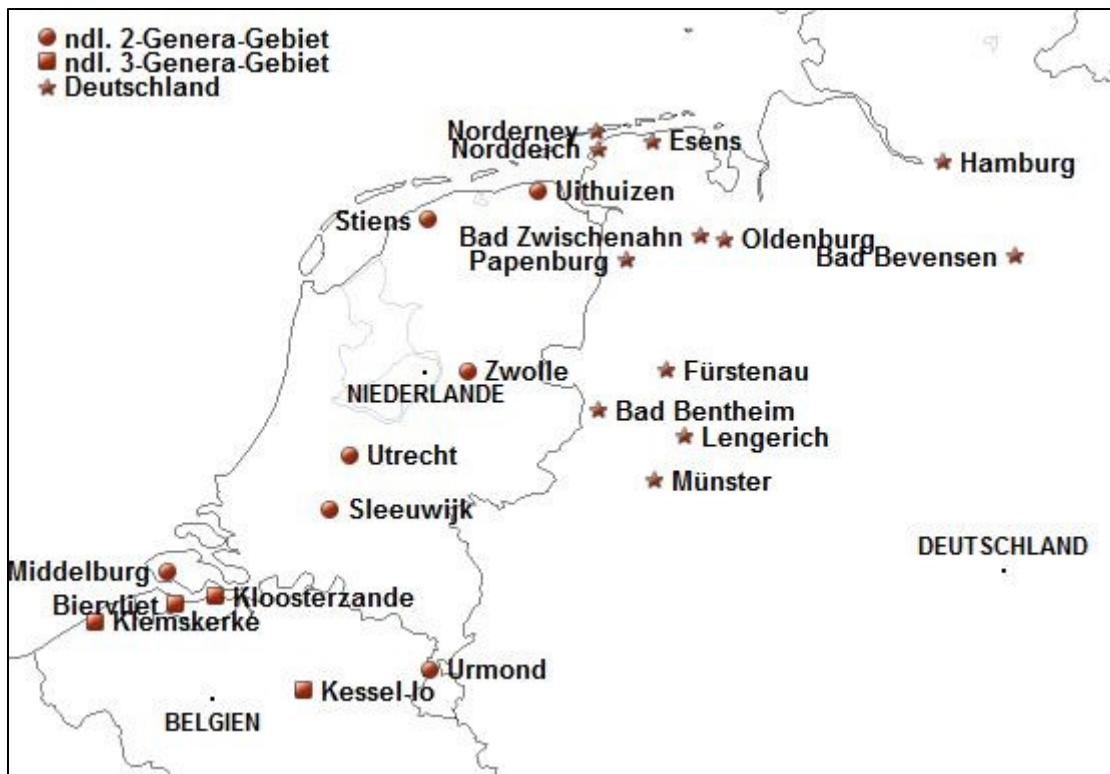 ndl. 2-Genera-Gebiet
ndl. 3-Genera-Gebiet
Deutschland
Norderney
Norddeich
Esens
Hamburg
Uithuizen
Stiens
Bad Zwischenahn
Oldenburg
Papenburg
Bad Bevensen
Zwolle
Fürstenau
NIEDERLANDE
Bad Bentheim
Lengerich
Utrecht
Münster
Sleeuwijk
DEUTSCHLAND
Middelburg
Kloosterzande
Biervliet
Klemskerke
Urmond
Kessel-lo
BELGIEN